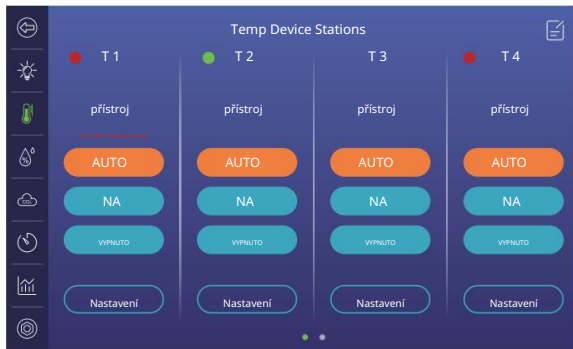 Temp Device Stations
T 1 T 2 T 3 T 4
přístroj přístroj přístroj přístroj
AUTO AUTO AUTO AUTO
NA NA NA NA
VYPNUTO VYPNUTO VYPNUTO VYPNUTO
Nastavení Nastavení Nastavení Nastavení
%
CO₂